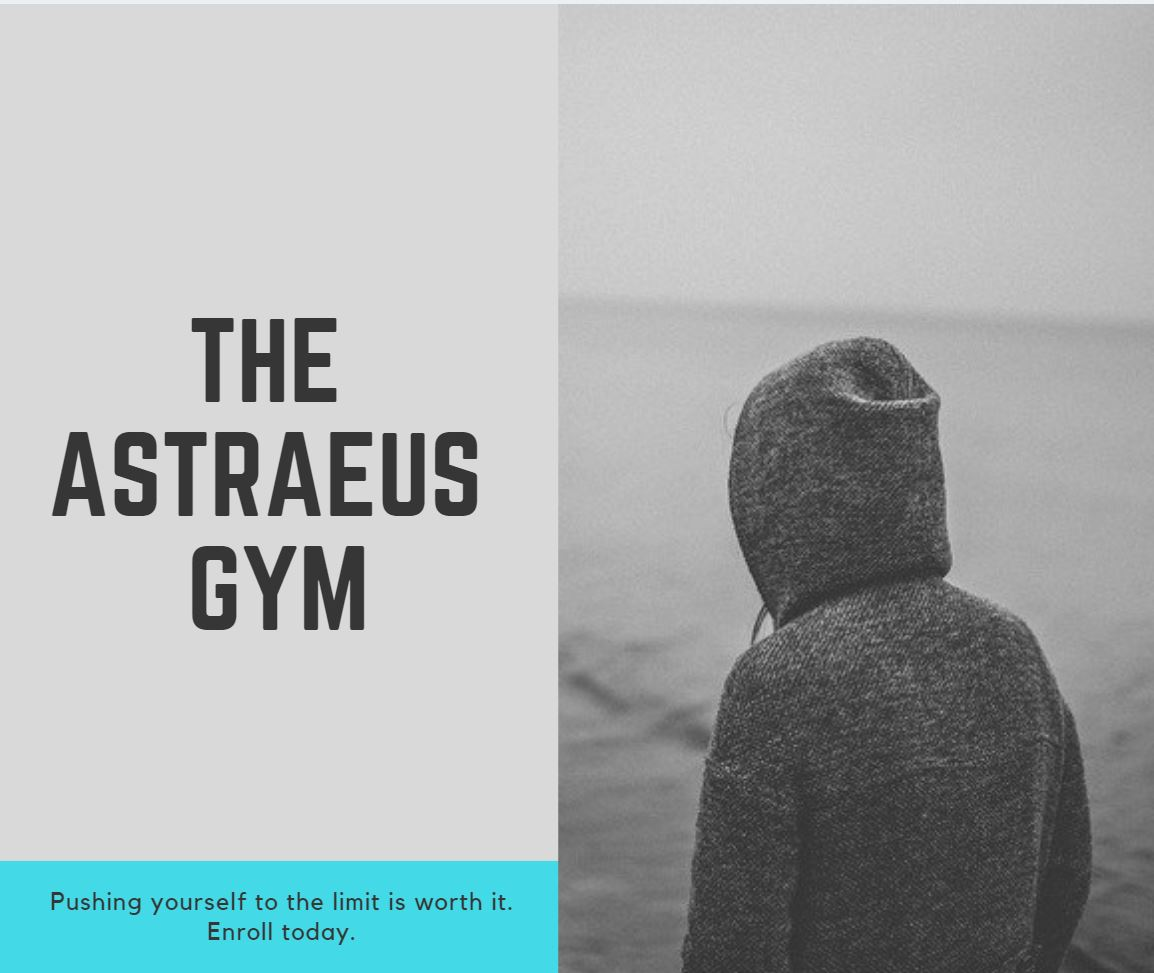 THE
ASTRAEUS
GYM
Pushing yourself to the limit is worth it.
Enroll today.